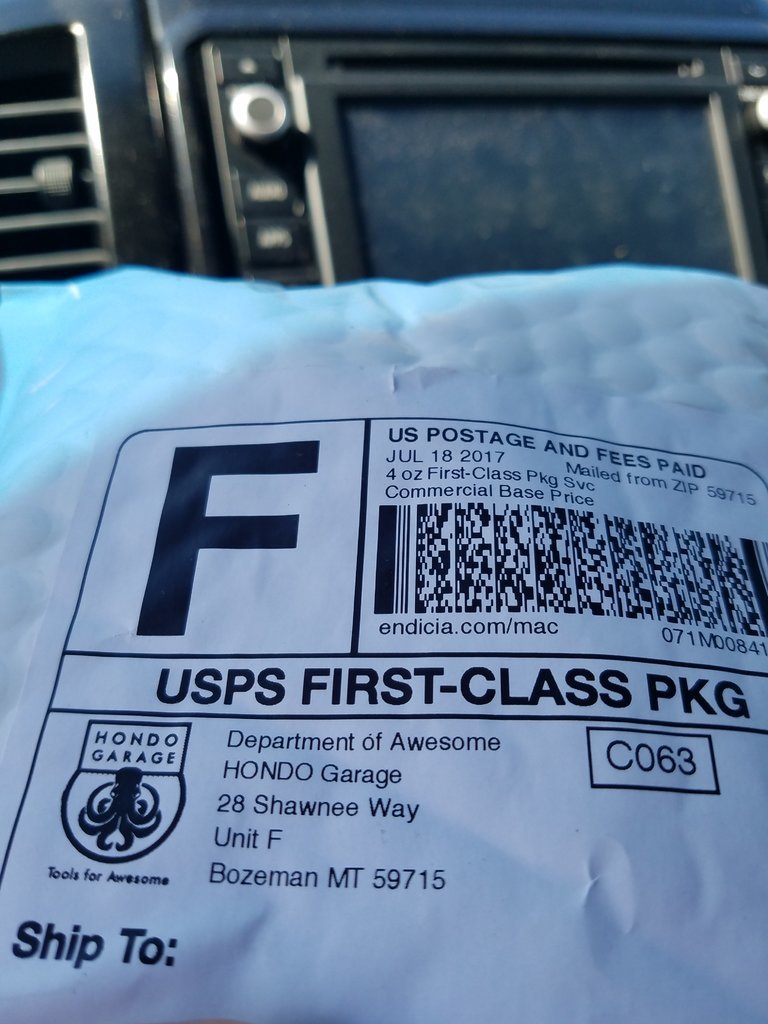 F
US POSTAGE AND FEES PAID
JUL 18 2017
Mailed from ZIP 59715
4 oz First-Class Pkg Svc
Commercial Base Price
endicia.com/mac
071M00841
USPS FIRST-CLASS PKG
HONDO
GARAGE
Tools for Awesome
Department of Awesome
HONDO Garage
28 Shawnee Way
Unit F
Bozeman MT 59715
C063
Ship To: